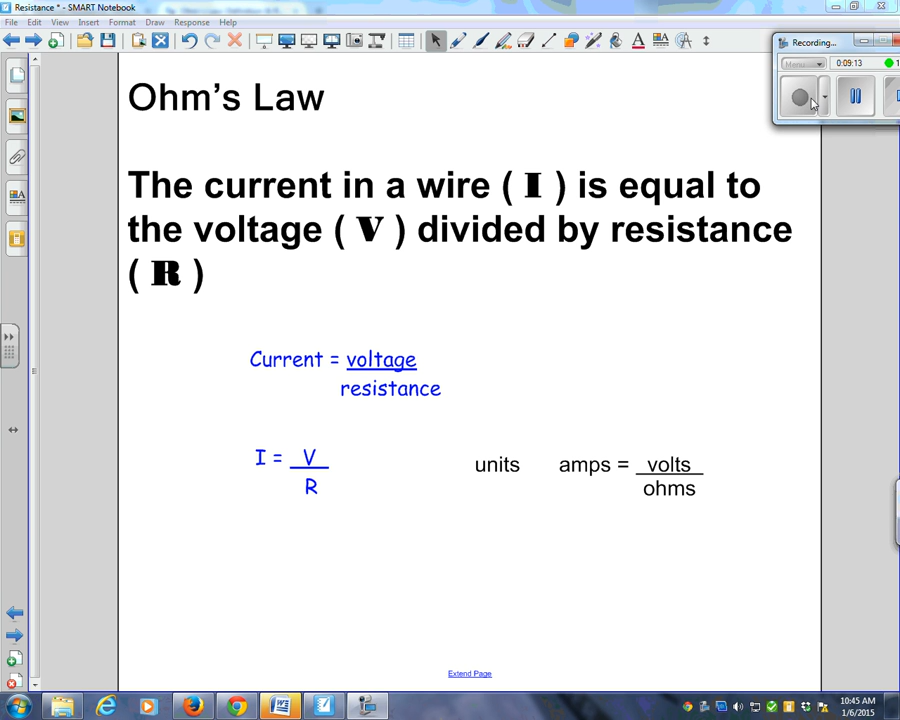 Resistance * - SMART Notebook
File Edit View Insert Format Draw Response Help
Recording...
Menu
0:09:13
Ohm's Law
The current in a wire ( I ) is equal to
the voltage ( V ) divided by resistance
( R )
Current = voltage
resistance
I = V
R
units amps = volts
ohms
Extend Page
10:45 AM
1/6/2015